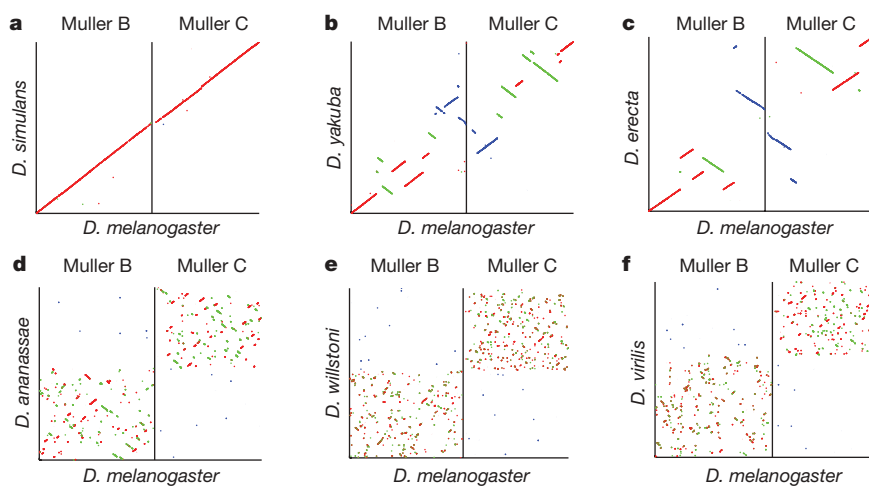 a Muller B Muller C
D. simulans
D. melanogaster
b Muller B Muller C
D. yakuba
D. melanogaster
c Muller B Muller C
D. erecta
D. melanogaster
d Muller B Muller C
D. ananassae
D. melanogaster
e Muller B Muller C
D. willstoni
D. melanogaster
f Muller B Muller C
D. virilis
D. melanogaster